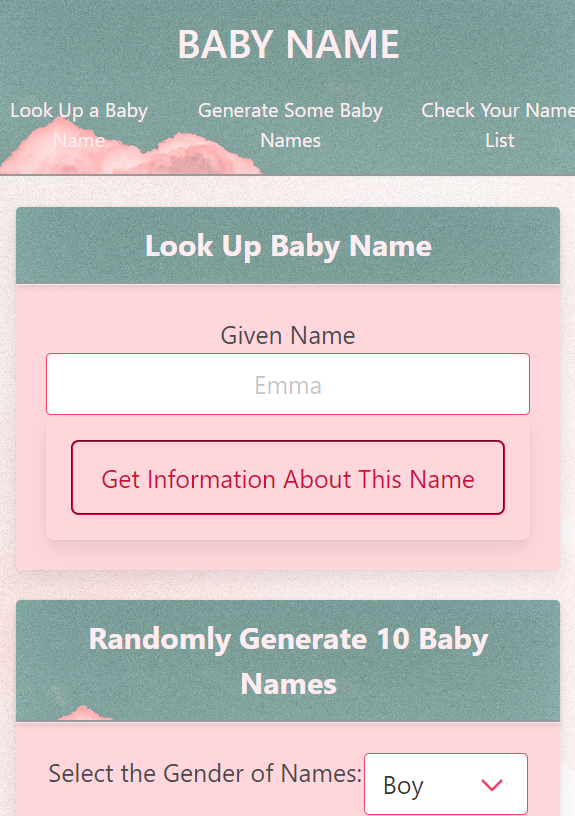 BABY NAME
Look Up a Baby Name
Generate Some Baby Names
Check Your Name List
Look Up Baby Name
Given Name
Emma
Get Information About This Name
Randomly Generate 10 Baby
Names
Select the Gender of Names: Boy